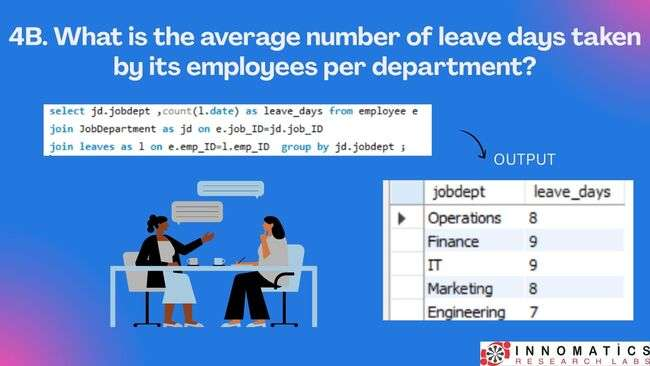 4B. What is the average number of leave days taken
by its employees per department?
select jd.jobdept ,count(l.date) as leave_days from employee e
join JobDepartment as jd on e.job_ID=jd.job_ID
join leaves as l on e.emp_ID=l.emp_ID  group by jd.jobdept ;
OUTPUT
jobdept leave_days
Operations 8
Finance 9
IT 9
Marketing 8
Engineering 7
INNOMATICS
RESEARCH LABS